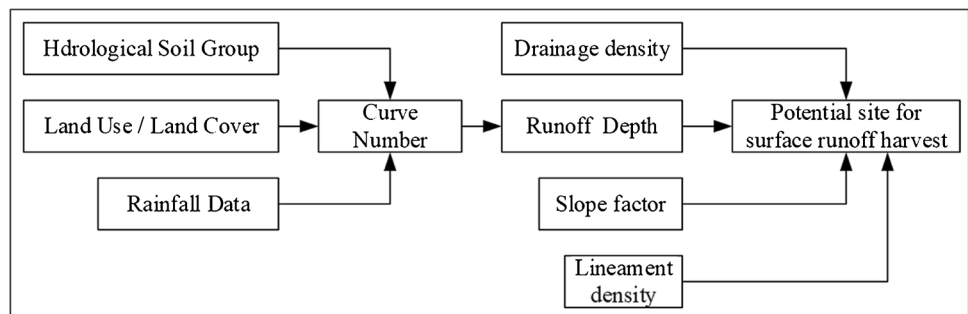 Hdrological Soil Group
Land Use / Land Cover
Rainfall Data
Curve
Number
Drainage density
Runoff Depth
Slope factor
Lineament
density
Potential site for
surface runoff harvest